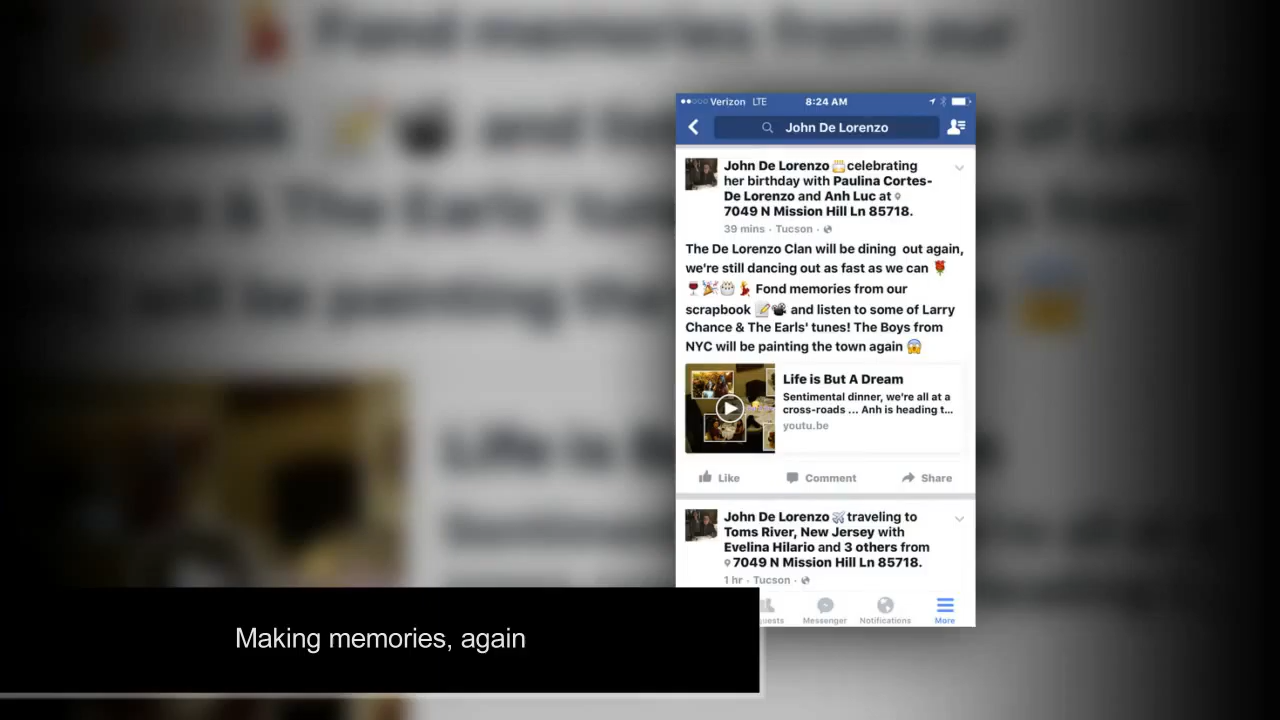 Verizon LTE 8:24 AM
John De Lorenzo
John De Lorenzo 🎂celebrating
her birthday with Paulina Cortes-
De Lorenzo and Anh Luc at
7049 N Mission Hill Ln 85718.
39 mins · Tucson ·
The De Lorenzo Clan will be dining out again,
we're still dancing out as fast as we can 🌹
🍷🎉🎂💃 Fond memories from our
scrapbook 📝📽 and listen to some of Larry
Chance & The Earls' tunes! The Boys from
NYC will be painting the town again 😱
Life is But A Dream
Sentimental dinner, we're all at a
cross-roads ... Anh is heading t...
youtu.be
Like Comment Share
John De Lorenzo ✈traveling to
Toms River, New Jersey with
Evelina Hilario and 3 others from
7049 N Mission Hill Ln 85718.
1 hr · Tucson ·
uests Messenger Notifications More
Making memories, again